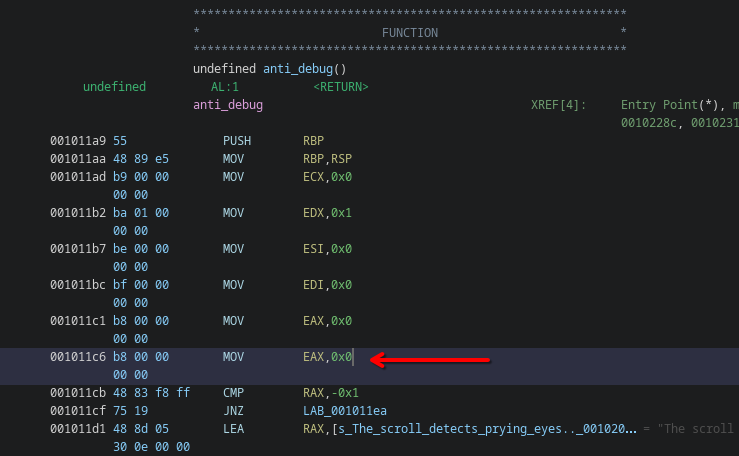 **************************************************************
* FUNCTION *
**************************************************************
undefined anti_debug()
undefined AL:1 <RETURN>
anti_debug XREF[4]: Entry Point(*), m
0010228c, 0010231
001011a9 55 PUSH RBP
001011aa 48 89 e5 MOV RBP,RSP
001011ad b9 00 00 MOV ECX,0x0
00 00
001011b2 ba 01 00 MOV EDX,0x1
00 00
001011b7 be 00 00 MOV ESI,0x0
00 00
001011bc bf 00 00 MOV EDI,0x0
00 00
001011c1 b8 00 00 MOV EAX,0x0
00 00
001011c6 b8 00 00 MOV EAX,0x0
00 00
001011cb 48 83 f8 ff CMP RAX,-0x1
001011cf 75 19 JNZ LAB_001011ea
001011d1 48 8d 05 LEA RAX,[s_The_scroll_detects_prying_eyes.._001020... = "The scroll
30 0e 00 00